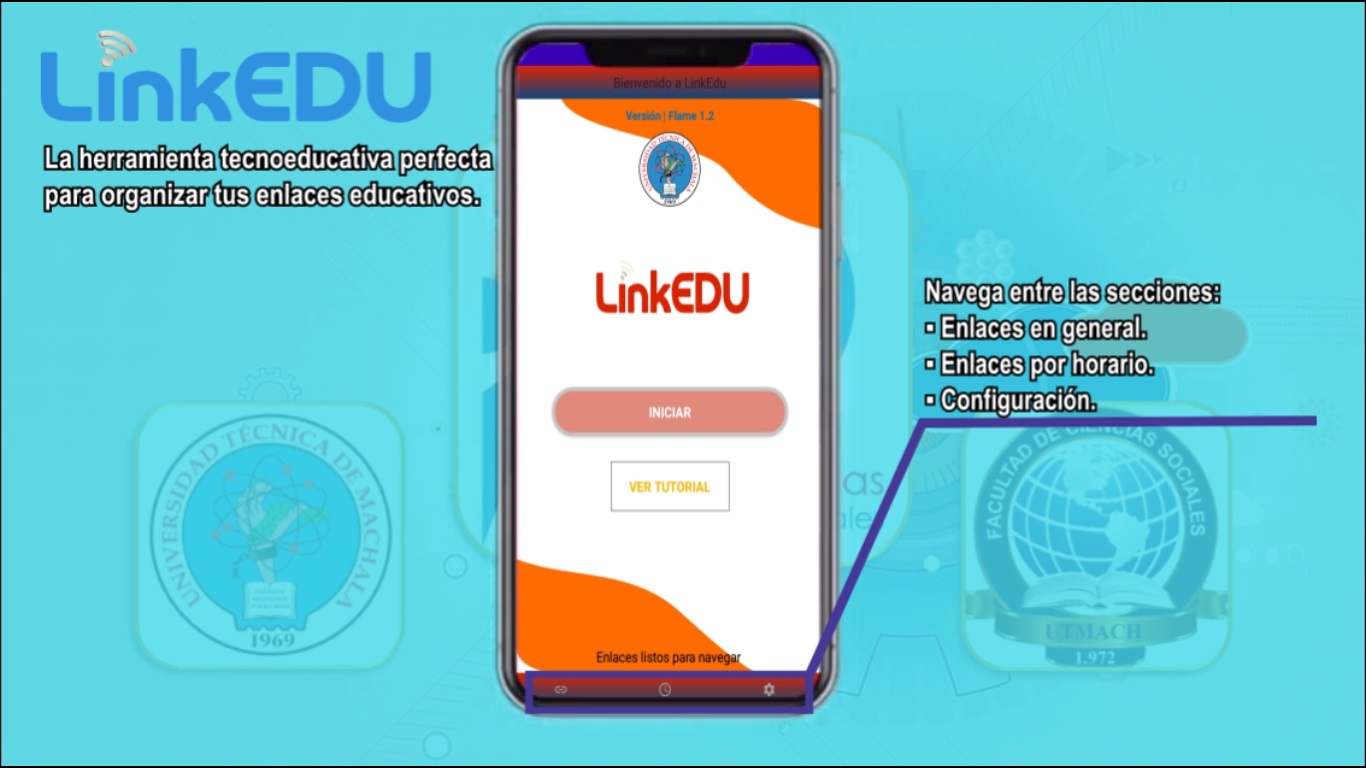 LinkEDU
La herramienta tecnoeducativa perfecta
para organizar tus enlaces educativos.
Bienvenido a LinkEdu
Versión | Flame 1.2
UNIVERSIDAD TÉCNICA DE MACHALA
1969
LinkEDU
INICIAR
VER TUTORIAL
Enlaces listos para navegar
Navega entre las secciones:
▪ Enlaces en general.
▪ Enlaces por horario.
▪ Configuración.
UNIVERSIDAD TÉCNICA DE MACHALA
1969
as
ale
FACULTAD DE CIENCIAS SOCIALES
UTMACH
1.972